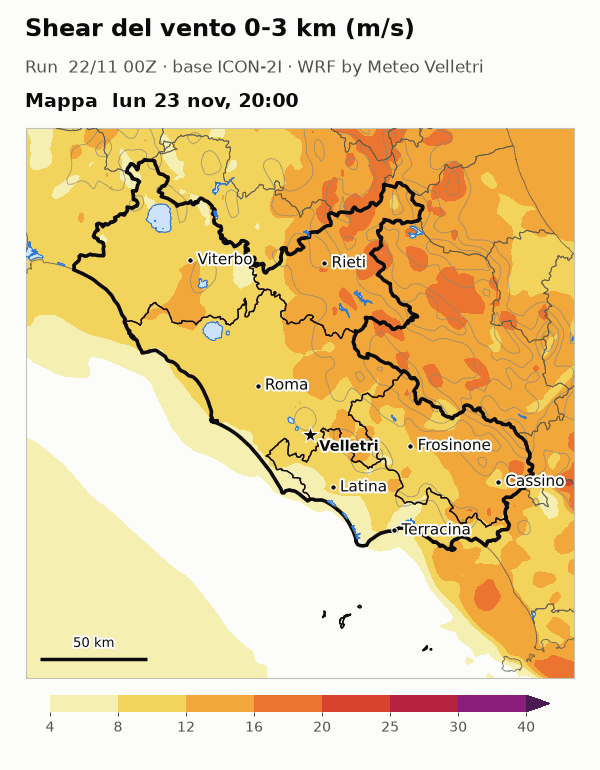 Shear del vento 0-3 km (m/s)
Run 22/11 00Z · base ICON-2I · WRF by Meteo Velletri
Mappa lun 23 nov, 20:00
Viterbo
Rieti
Roma
Velletri
Frosinone
Cassino
Latina
Terracina
50 km
4 8 12 16 20 25 30 40